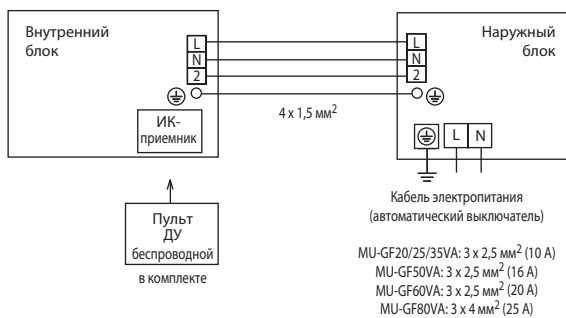 Внутренний
блок
L
N
2
ИК-
приемник
Пульт
ДУ
беспроводной
в комплекте
4 x 1,5 мм²
Наружный
блок
L
N
2
L N
Кабель электропитания
(автоматический выключатель)
MU-GF20/25/35VA: 3 x 2,5 мм² (10 А)
MU-GF50VA: 3 x 2,5 мм² (16 А)
MU-GF60VA: 3 x 2,5 мм² (20 А)
MU-GF80VA: 3 x 4 мм² (25 А)